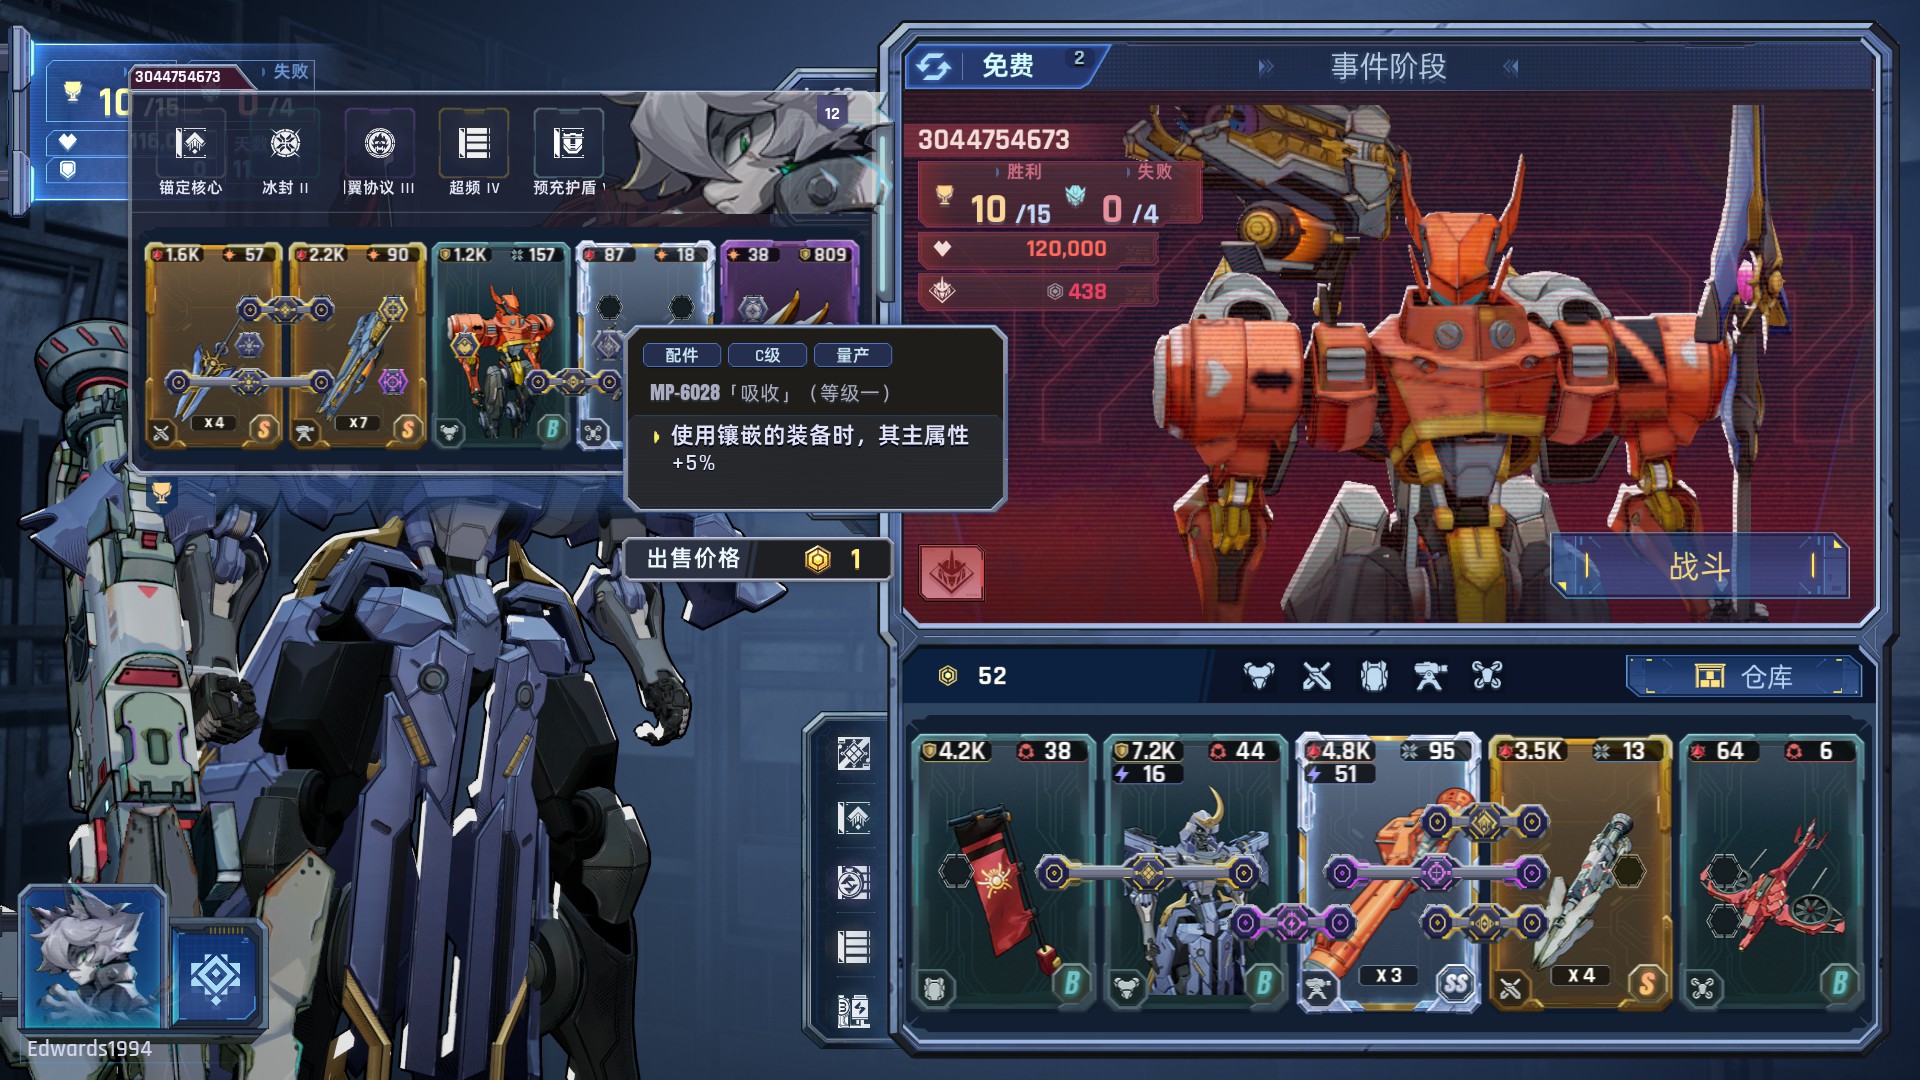 失败
3044754673
10 /15
0 /4
12
锚定核心
冰封 II
翼协议 III
超频 IV
预充护盾
1.6K
57
2.2K
90
1.2K
157
87
18
38
809
x4
S
x7
S
B
配件
C级
量产
MP-6028「吸收」（等级一）
使用镶嵌的装备时，其主属性
+5%
出售价格
1
免费
2
事件阶段
3044754673
胜利
失败
10 /15
0 /4
120,000
438
战斗
52
仓库
4.2K
38
7.2K
44
16
4.8K
95
51
3.5K
13
64
6
B
B
x3
SS
x4
S
B
Edwards1994